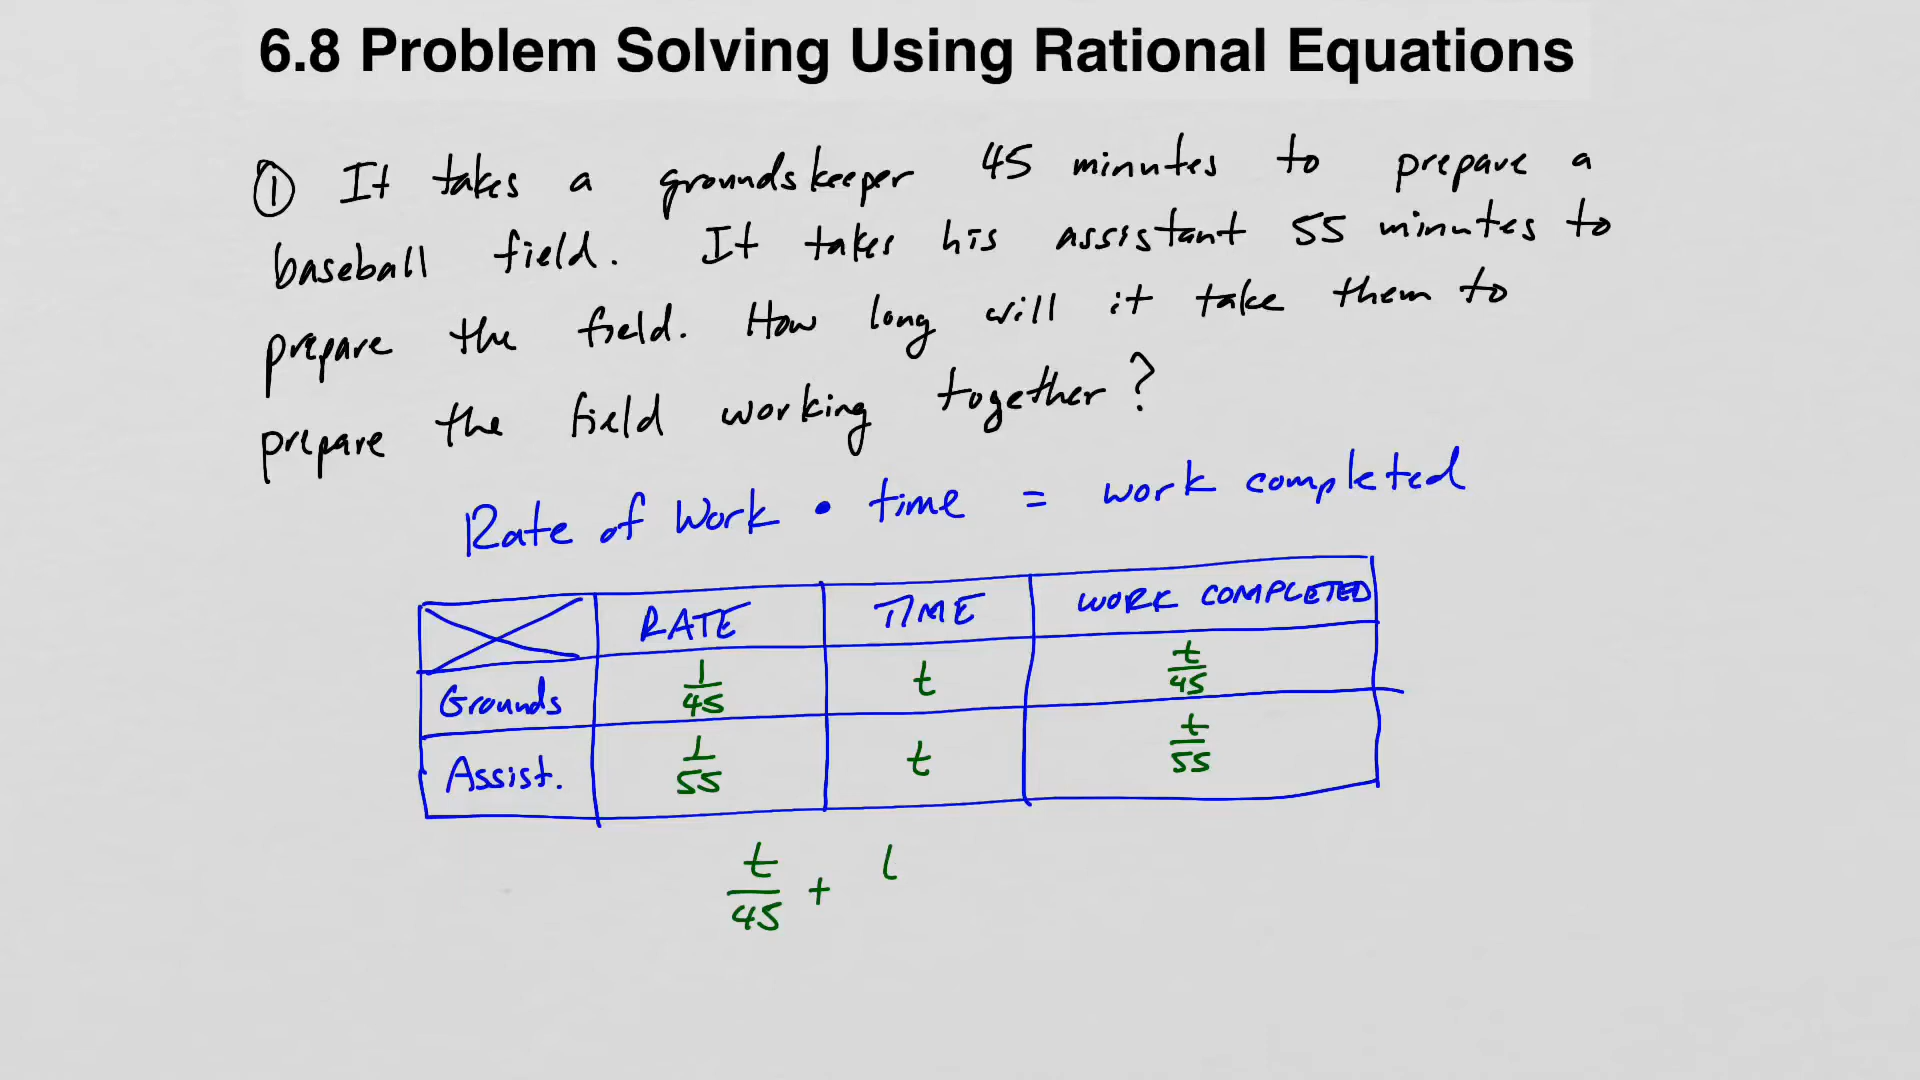 6.8 Problem Solving Using Rational Equations
① It takes a groundskeeper 45 minutes to prepare a
baseball field. It takes his assistant 55 minutes to
prepare the field. How long will it take them to
prepare the field working together?
Rate of Work • time = work completed
RATE TIME WORK COMPLETED
Grounds 1/45 t t/45
Assist. 1/55 t t/55
t/45 +